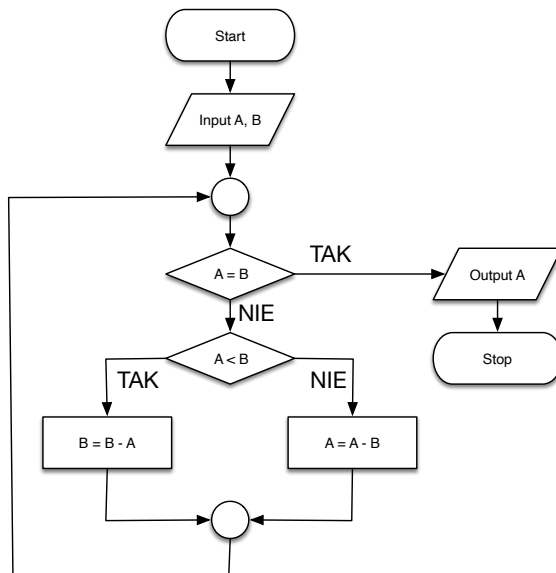 Start
Input A, B
A = B
TAK
Output A
NIE
Stop
A < B
TAK
NIE
B = B - A
A = A - B